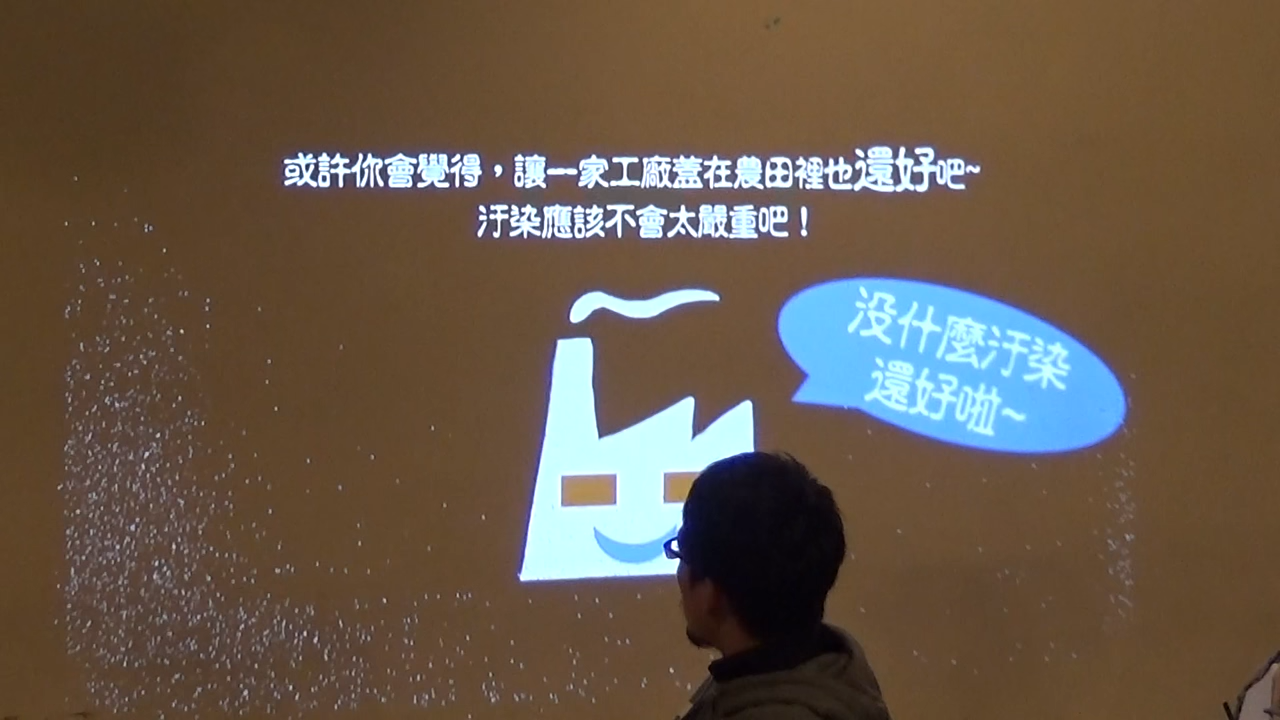 或許你會覺得，讓一家工廠蓋在農田裡也還好吧~
汙染應該不會太嚴重吧！
沒什麼汙染
還好啦~